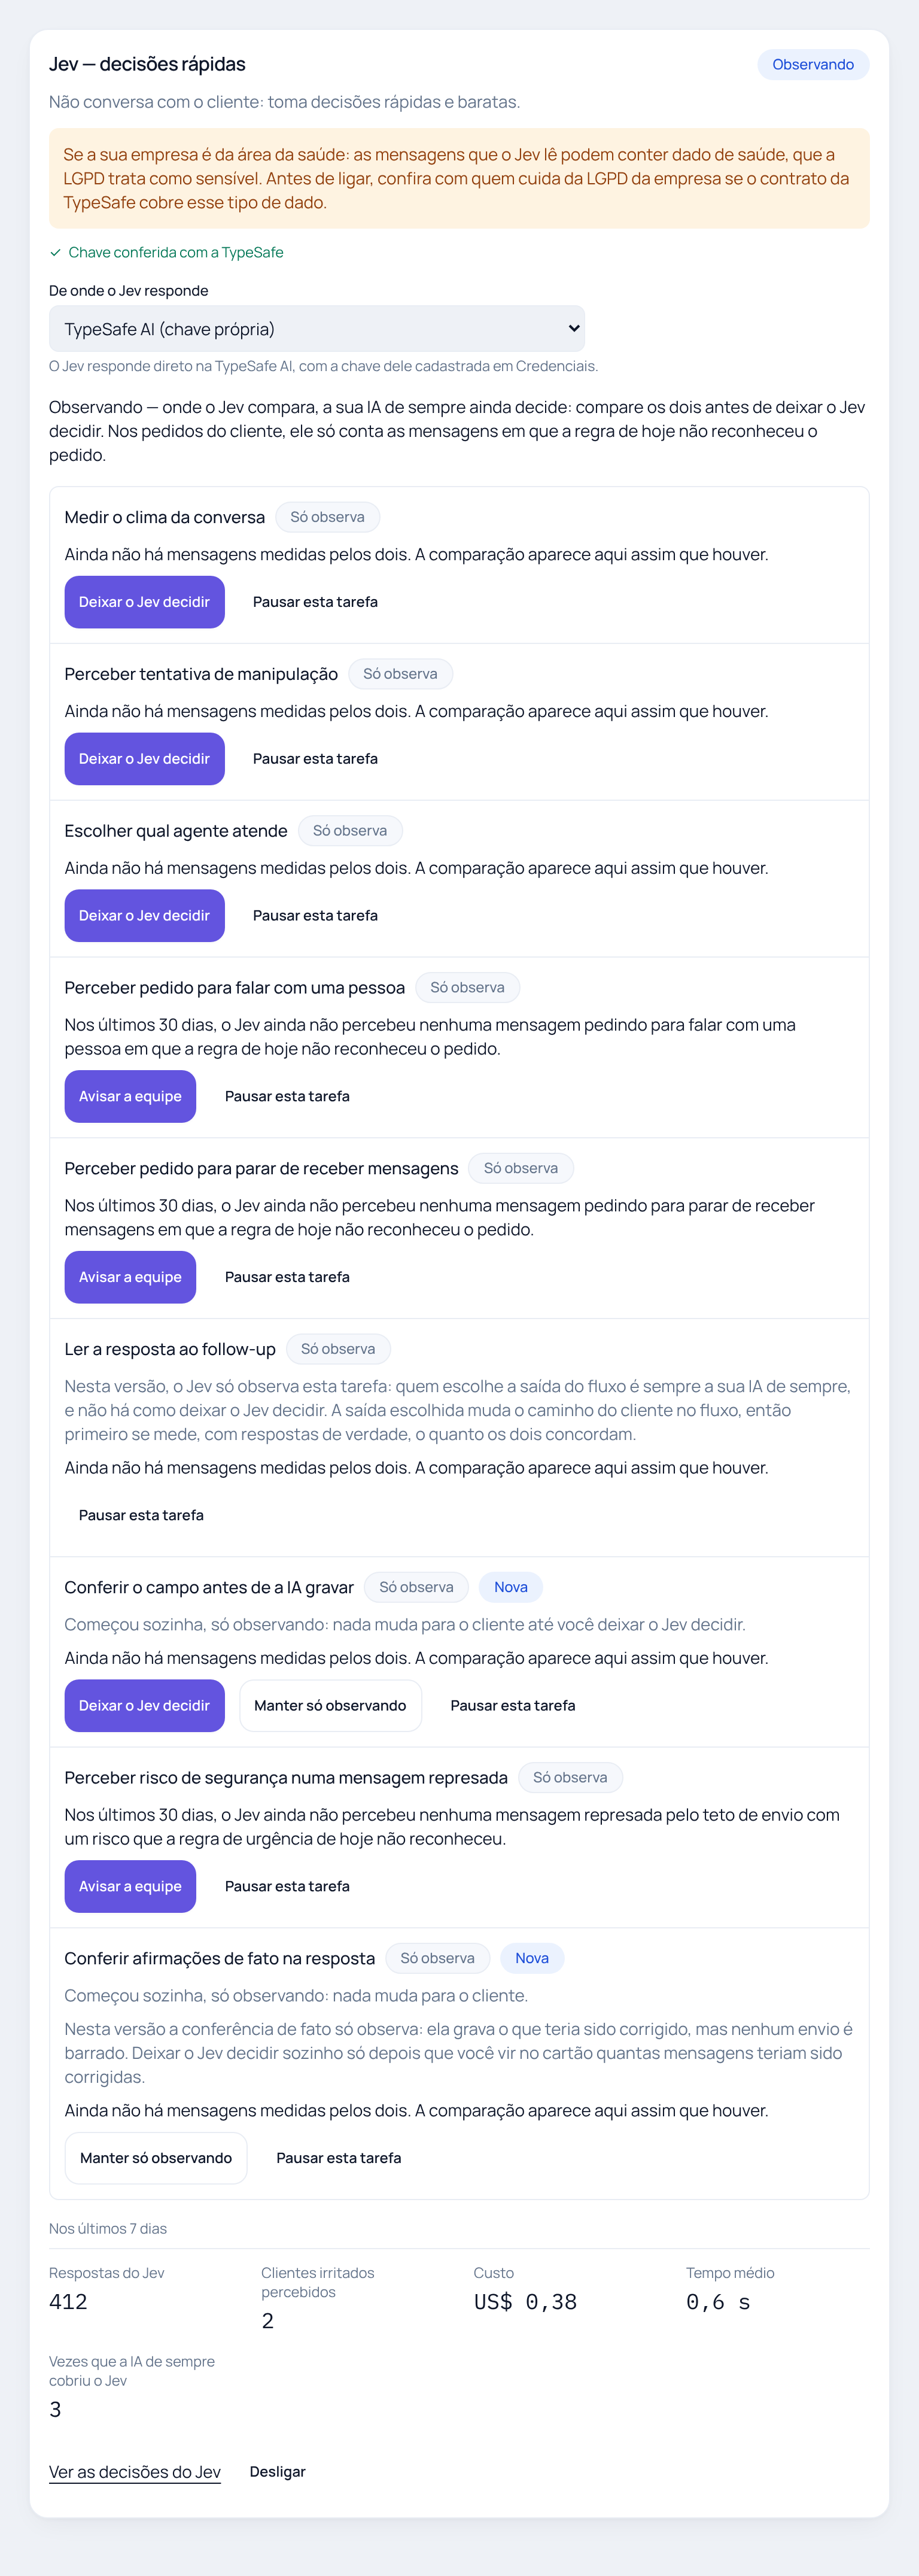 Jev — decisões rápidas
Observando
Não conversa com o cliente: toma decisões rápidas e baratas.
Se a sua empresa é da área da saúde: as mensagens que o Jev lê podem conter dado de saúde, que a
LGPD trata como sensível. Antes de ligar, confira com quem cuida da LGPD da empresa se o contrato da
TypeSafe cobre esse tipo de dado.
✓ Chave conferida com a TypeSafe
De onde o Jev responde
TypeSafe AI (chave própria)
O Jev responde direto na TypeSafe AI, com a chave dele cadastrada em Credenciais.
Observando — onde o Jev compara, a sua IA de sempre ainda decide: compare os dois antes de deixar o Jev
decidir. Nos pedidos do cliente, ele só conta as mensagens em que a regra de hoje não reconheceu o
pedido.
Medir o clima da conversa Só observa
Ainda não há mensagens medidas pelos dois. A comparação aparece aqui assim que houver.
Deixar o Jev decidir Pausar esta tarefa
Perceber tentativa de manipulação Só observa
Ainda não há mensagens medidas pelos dois. A comparação aparece aqui assim que houver.
Deixar o Jev decidir Pausar esta tarefa
Escolher qual agente atende Só observa
Ainda não há mensagens medidas pelos dois. A comparação aparece aqui assim que houver.
Deixar o Jev decidir Pausar esta tarefa
Perceber pedido para falar com uma pessoa Só observa
Nos últimos 30 dias, o Jev ainda não percebeu nenhuma mensagem pedindo para falar com uma
pessoa em que a regra de hoje não reconheceu o pedido.
Avisar a equipe Pausar esta tarefa
Perceber pedido para parar de receber mensagens Só observa
Nos últimos 30 dias, o Jev ainda não percebeu nenhuma mensagem pedindo para parar de receber
mensagens em que a regra de hoje não reconheceu o pedido.
Avisar a equipe Pausar esta tarefa
Ler a resposta ao follow-up Só observa
Nesta versão, o Jev só observa esta tarefa: quem escolhe a saída do fluxo é sempre a sua IA de sempre,
e não há como deixar o Jev decidir. A saída escolhida muda o caminho do cliente no fluxo, então
primeiro se mede, com respostas de verdade, o quanto os dois concordam.
Ainda não há mensagens medidas pelos dois. A comparação aparece aqui assim que houver.
Pausar esta tarefa
Conferir o campo antes de a IA gravar Só observa Nova
Começou sozinha, só observando: nada muda para o cliente até você deixar o Jev decidir.
Ainda não há mensagens medidas pelos dois. A comparação aparece aqui assim que houver.
Deixar o Jev decidir Manter só observando Pausar esta tarefa
Perceber risco de segurança numa mensagem represada Só observa
Nos últimos 30 dias, o Jev ainda não percebeu nenhuma mensagem represada pelo teto de envio com
um risco que a regra de urgência de hoje não reconheceu.
Avisar a equipe Pausar esta tarefa
Conferir afirmações de fato na resposta Só observa Nova
Começou sozinha, só observando: nada muda para o cliente.
Nesta versão a conferência de fato só observa: ela grava o que teria sido corrigido, mas nenhum envio é
barrado. Deixar o Jev decidir sozinho só depois que você vir no cartão quantas mensagens teriam sido
corrigidas.
Ainda não há mensagens medidas pelos dois. A comparação aparece aqui assim que houver.
Manter só observando Pausar esta tarefa
Nos últimos 7 dias
Respostas do Jev
412
Clientes irritados
percebidos
2
Custo
US$ 0,38
Tempo médio
0,6 s
Vezes que a IA de sempre
cobriu o Jev
3
Ver as decisões do Jev Desligar